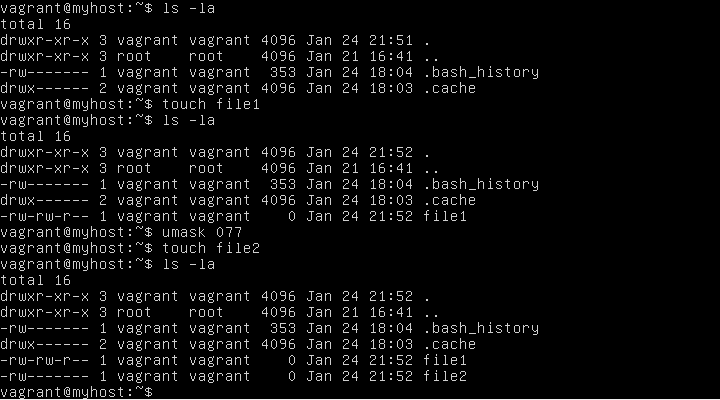 vagrant@myhost:~$ ls -la
total 16
drwxr-xr-x 3 vagrant vagrant 4096 Jan 24 21:51 .
drwxr-xr-x 3 root    root    4096 Jan 21 16:41 ..
-rw------- 1 vagrant vagrant  353 Jan 24 18:04 .bash_history
drwx------ 2 vagrant vagrant 4096 Jan 24 18:03 .cache
vagrant@myhost:~$ touch file1
vagrant@myhost:~$ ls -la
total 16
drwxr-xr-x 3 vagrant vagrant 4096 Jan 24 21:52 .
drwxr-xr-x 3 root    root    4096 Jan 21 16:41 ..
-rw------- 1 vagrant vagrant  353 Jan 24 18:04 .bash_history
drwx------ 2 vagrant vagrant 4096 Jan 24 18:03 .cache
-rw-rw-r-- 1 vagrant vagrant    0 Jan 24 21:52 file1
vagrant@myhost:~$ umask 077
vagrant@myhost:~$ touch file2
vagrant@myhost:~$ ls -la
total 16
drwxr-xr-x 3 vagrant vagrant 4096 Jan 24 21:52 .
drwxr-xr-x 3 root    root    4096 Jan 21 16:41 ..
-rw------- 1 vagrant vagrant  353 Jan 24 18:04 .bash_history
drwx------ 2 vagrant vagrant 4096 Jan 24 18:03 .cache
-rw-rw-r-- 1 vagrant vagrant    0 Jan 24 21:52 file1
-rw------- 1 vagrant vagrant    0 Jan 24 21:52 file2
vagrant@myhost:~$